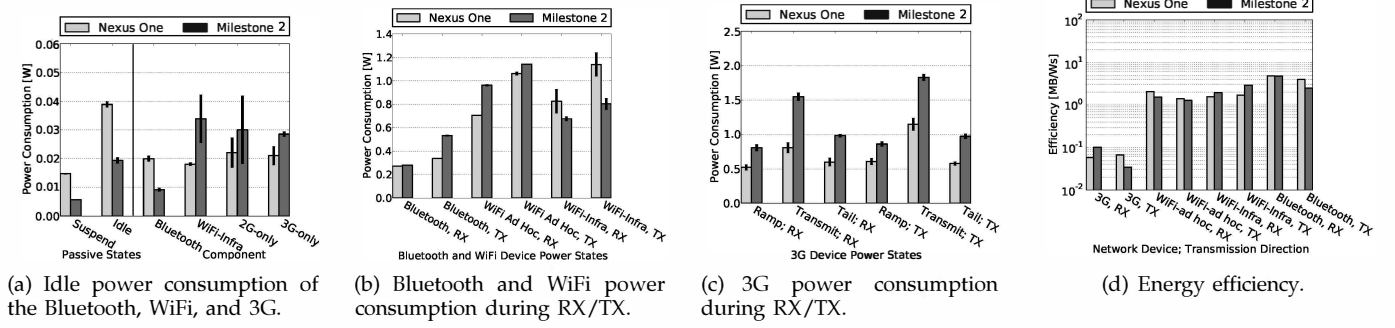 Nexus One Milestone 2
Power Consumption [W]
0.06
0.05
0.04
0.03
0.02
0.01
0.00
Suspend
Idle
Bluetooth
WiFi-Infra
2G-only
3G-only
Passive States Component
(a) Idle power consumption of
the Bluetooth, WiFi, and 3G.
Nexus One Milestone 2
Power Consumption [W]
1.4
1.2
1.0
0.8
0.6
0.4
0.2
0.0
Bluetooth, RX
Bluetooth, TX
WiFi Ad Hoc, RX
WiFi Ad Hoc, TX
WiFi-Infra, RX
WiFi-Infra, TX
Bluetooth and WiFi Device Power States
(b) Bluetooth and WiFi power
consumption during RX/TX.
Nexus One Milestone 2
Power Consumption [W]
2.5
2.0
1.5
1.0
0.5
0.0
Ramp; RX
Transmit; RX
Tail; RX
Ramp; TX
Transmit; TX
Tail; TX
3G Device Power States
(c) 3G power consumption
during RX/TX.
Nexus One Milestone 2
Efficiency [MB/Ws]
10²
10¹
10⁰
10⁻¹
10⁻²
3G, RX
3G, TX
WiFi-ad hoc, RX
WiFi-ad hoc, TX
WiFi-Infra, RX
WiFi-Infra, TX
Bluetooth, RX
Bluetooth, TX
Network Device; Transmission Direction
(d) Energy efficiency.